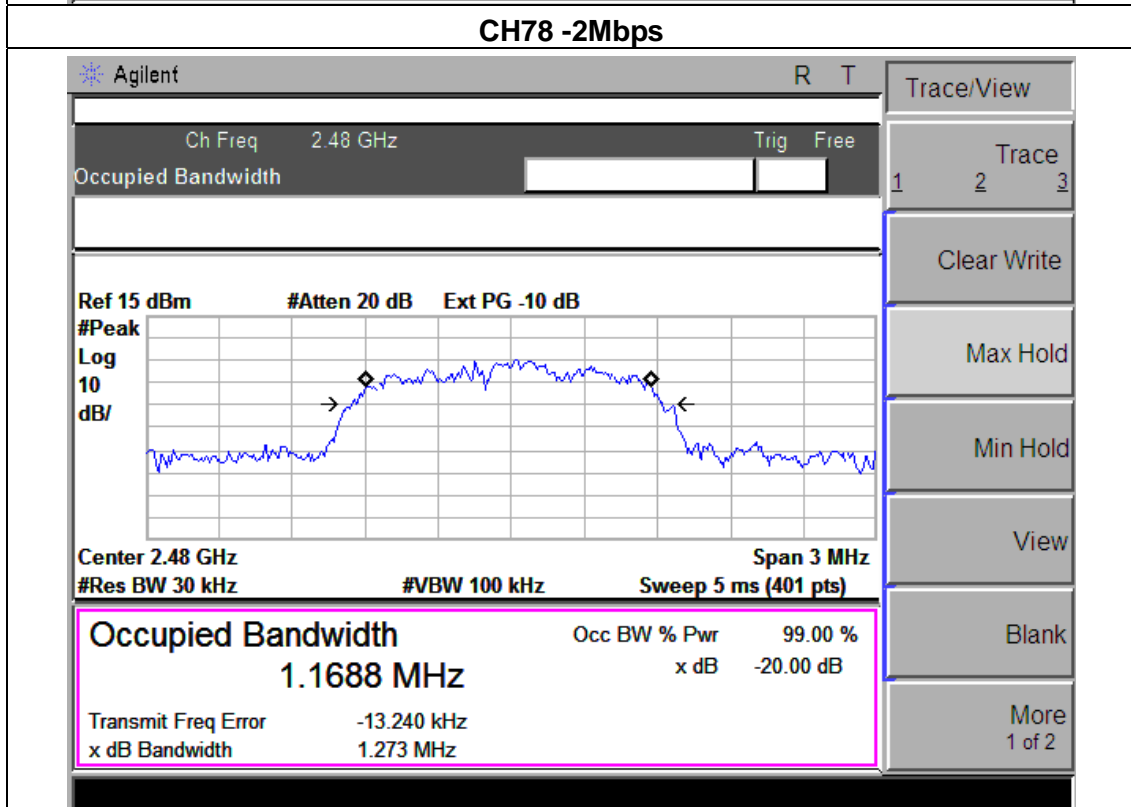 CH78 -2Mbps
Agilent R T
Trace/View
Ch Freq 2.48 GHz Trig Free
Occupied Bandwidth
Trace
1 2 3
Clear Write
Ref 15 dBm #Atten 20 dB Ext PG -10 dB
#Peak
Log
10
dB/
Max Hold
Min Hold
View
Center 2.48 GHz Span 3 MHz
#Res BW 30 kHz #VBW 100 kHz Sweep 5 ms (401 pts)
Occupied Bandwidth Occ BW % Pwr 99.00 %
1.1688 MHz x dB -20.00 dB
Blank
Transmit Freq Error -13.240 kHz
x dB Bandwidth 1.273 MHz
More
1 of 2